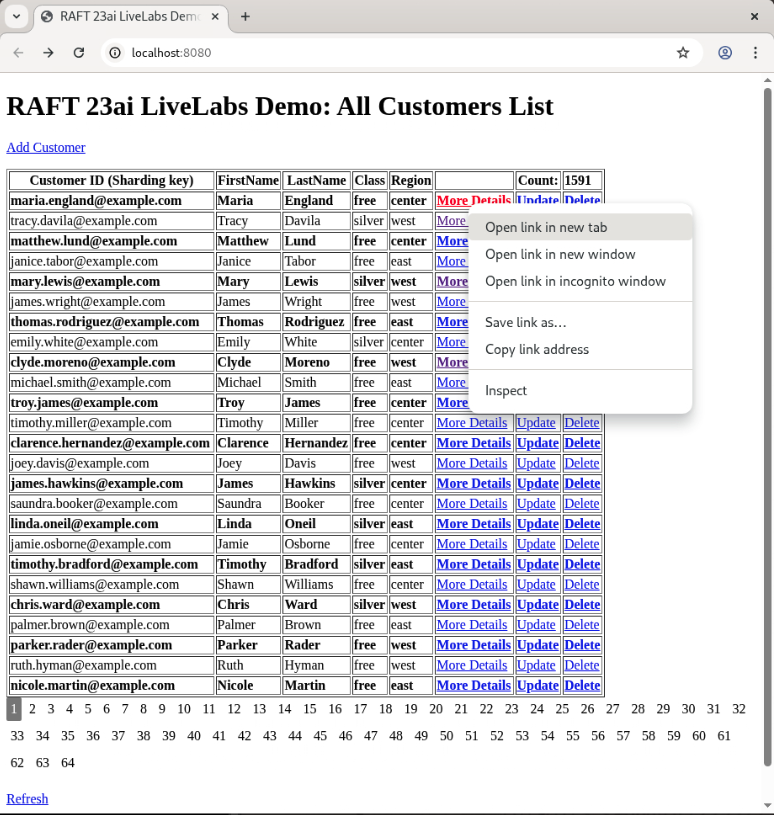 RAFT 23ai LiveLabs Demo
localhost:8080
RAFT 23ai LiveLabs Demo: All Customers List
Add Customer
Customer ID (Sharding key) FirstName LastName Class Region Count: 1591
maria.england@example.com Maria England free center More Details Update Delete
tracy.davila@example.com Tracy Davila silver west More
Open link in new tab
matthew.lund@example.com Matthew Lund free center More
janice.tabor@example.com Janice Tabor free east More
Open link in new window
mary.lewis@example.com Mary Lewis silver west More
Open link in incognito window
james.wright@example.com James Wright free west More
thomas.rodriguez@example.com Thomas Rodriguez free east More
Save link as…
emily.white@example.com Emily White silver center More
Copy link address
clyde.moreno@example.com Clyde Moreno free west More
michael.smith@example.com Michael Smith free east More
Inspect
troy.james@example.com Troy James free center More
timothy.miller@example.com Timothy Miller free center More Details Update Delete
clarence.hernandez@example.com Clarence Hernandez free center More Details Update Delete
joey.davis@example.com Joey Davis free west More Details Update Delete
james.hawkins@example.com James Hawkins silver center More Details Update Delete
saundra.booker@example.com Saundra Booker free center More Details Update Delete
linda.oneil@example.com Linda Oneil silver east More Details Update Delete
jamie.osborne@example.com Jamie Osborne free center More Details Update Delete
timothy.bradford@example.com Timothy Bradford silver east More Details Update Delete
shawn.williams@example.com Shawn Williams free center More Details Update Delete
chris.ward@example.com Chris Ward silver west More Details Update Delete
palmer.brown@example.com Palmer Brown free east More Details Update Delete
parker.rader@example.com Parker Rader free west More Details Update Delete
ruth.hyman@example.com Ruth Hyman free west More Details Update Delete
nicole.martin@example.com Nicole Martin free east More Details Update Delete
1 2 3 4 5 6 7 8 9 10 11 12 13 14 15 16 17 18 19 20 21 22 23 24 25 26 27 28 29 30 31 32
33 34 35 36 37 38 39 40 41 42 43 44 45 46 47 48 49 50 51 52 53 54 55 56 57 58 59 60 61
62 63 64
Refresh